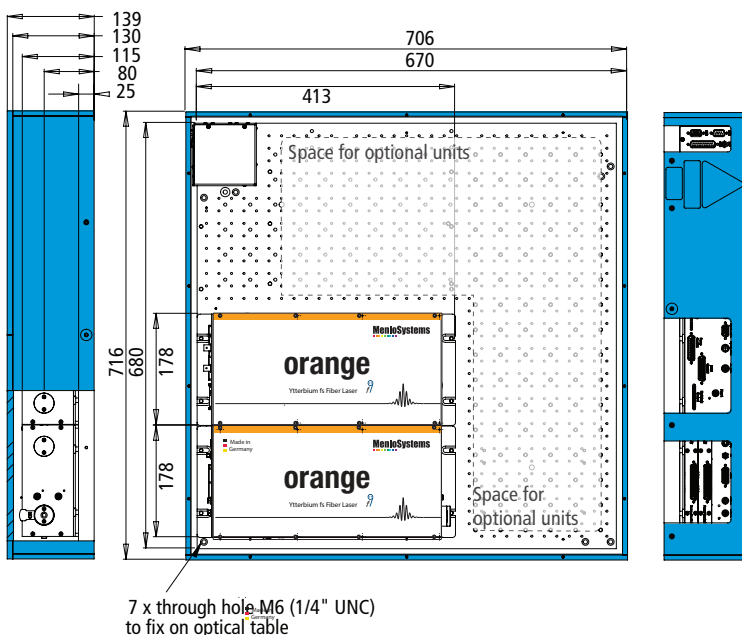 139
130
115
80
25
706
670
413
Space for optional units
716
680
178
178
MenloSystems
orange
Ytterbium fs Fiber Laser
Made in
Germany
MenloSystems
orange
Ytterbium fs Fiber Laser
Space for
optional units
7 x through hole M6 (1/4" UNC)
to fix on optical table
Germany